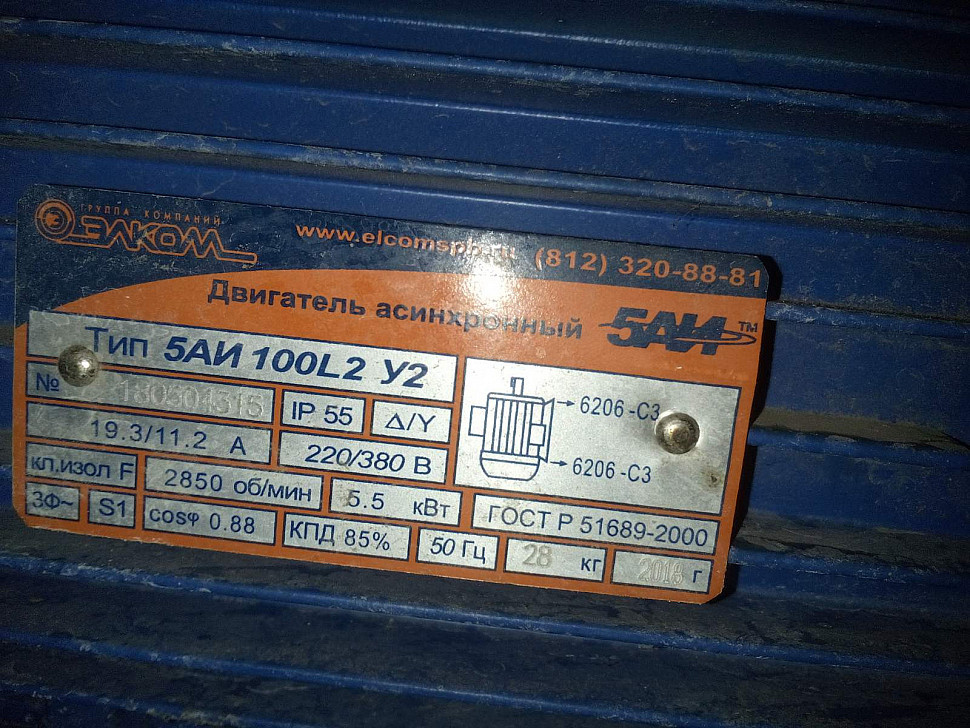 ГРУППА КОМПАНИЙ
ЭЛКОМ
www.elcomspb.ru (812) 320-88-81
Двигатель асинхронный 5АИ™
Тип 5АИ 100L2 У2
№ IP 55 Δ/Y
6206 -C3
19.3/11.2 А 220/380 В
6206 -C3
кл.изол F 2850 об/мин 5.5 кВт ГОСТ Р 51689-2000
3Ф~ S1 cosφ 0.88 КПД 85% 50 Гц 28 кг 2018 г